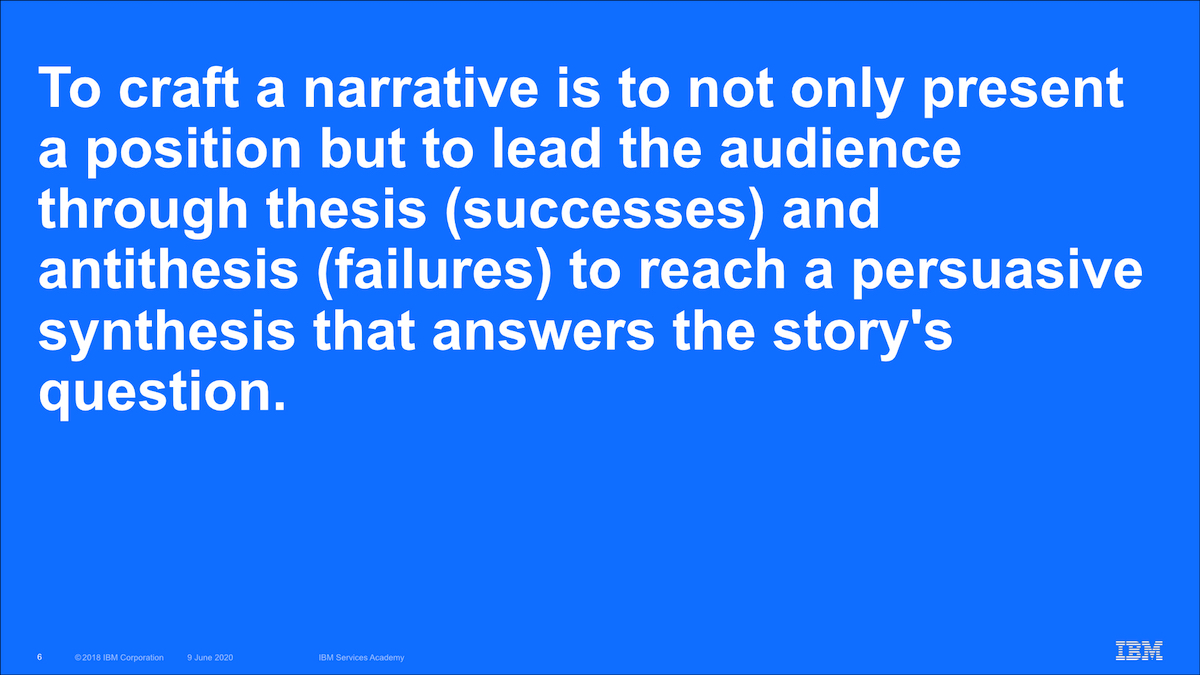 To craft a narrative is to not only present
a position but to lead the audience
through thesis (successes) and
antithesis (failures) to reach a persuasive
synthesis that answers the story's
question.
6 ©2018 IBM Corporation 9 June 2020 IBM Services Academy
IBM